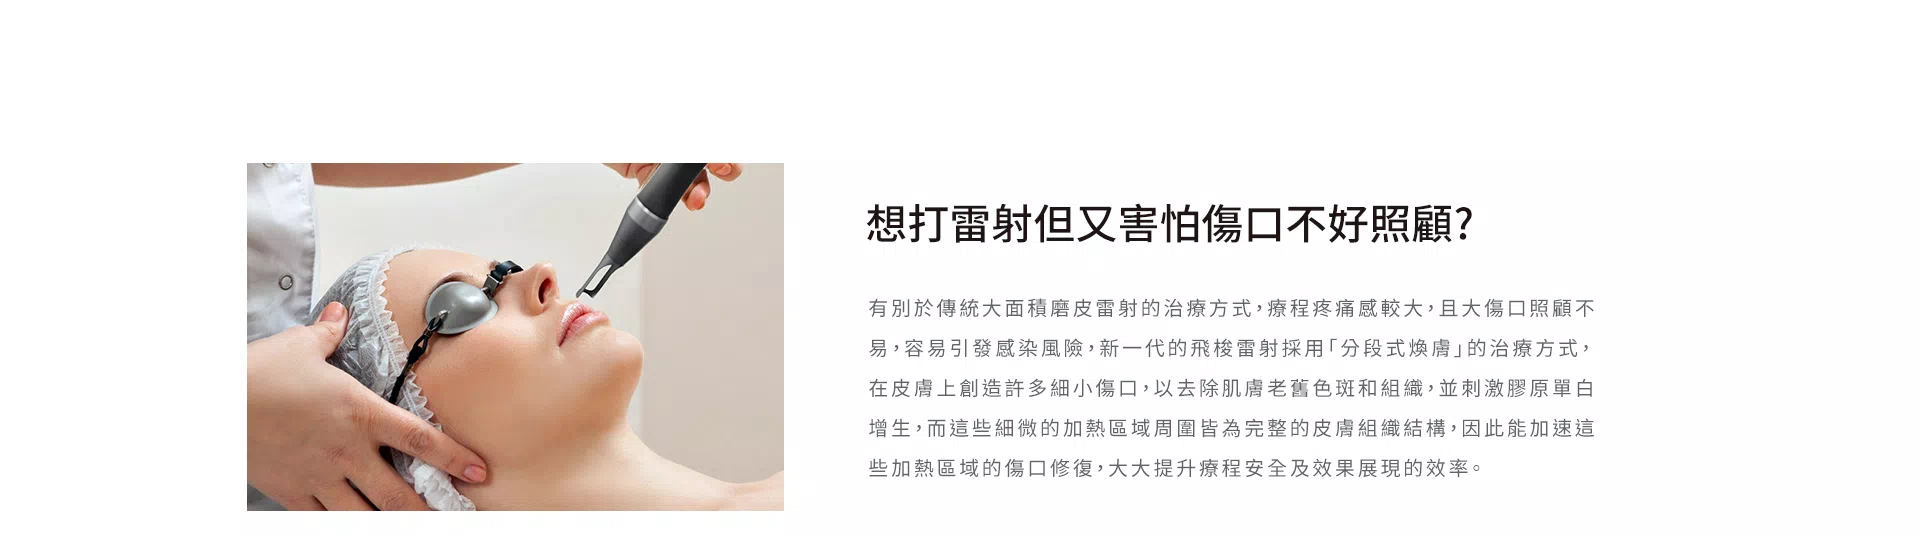 想打雷射但又害怕傷口不好照顧?
有別於傳統大面積磨皮雷射的治療方式，療程疼痛感較大，且大傷口照顧不
易，容易引發感染風險，新一代的飛梭雷射採用「分段式煥膚」的治療方式，
在皮膚上創造許多細小傷口，以去除肌膚老舊色斑和組織，並刺激膠原單白
增生，而這些細微的加熱區域周圍皆為完整的皮膚組織結構，因此能加速這
些加熱區域的傷口修復，大大提升療程安全及效果展現的效率。